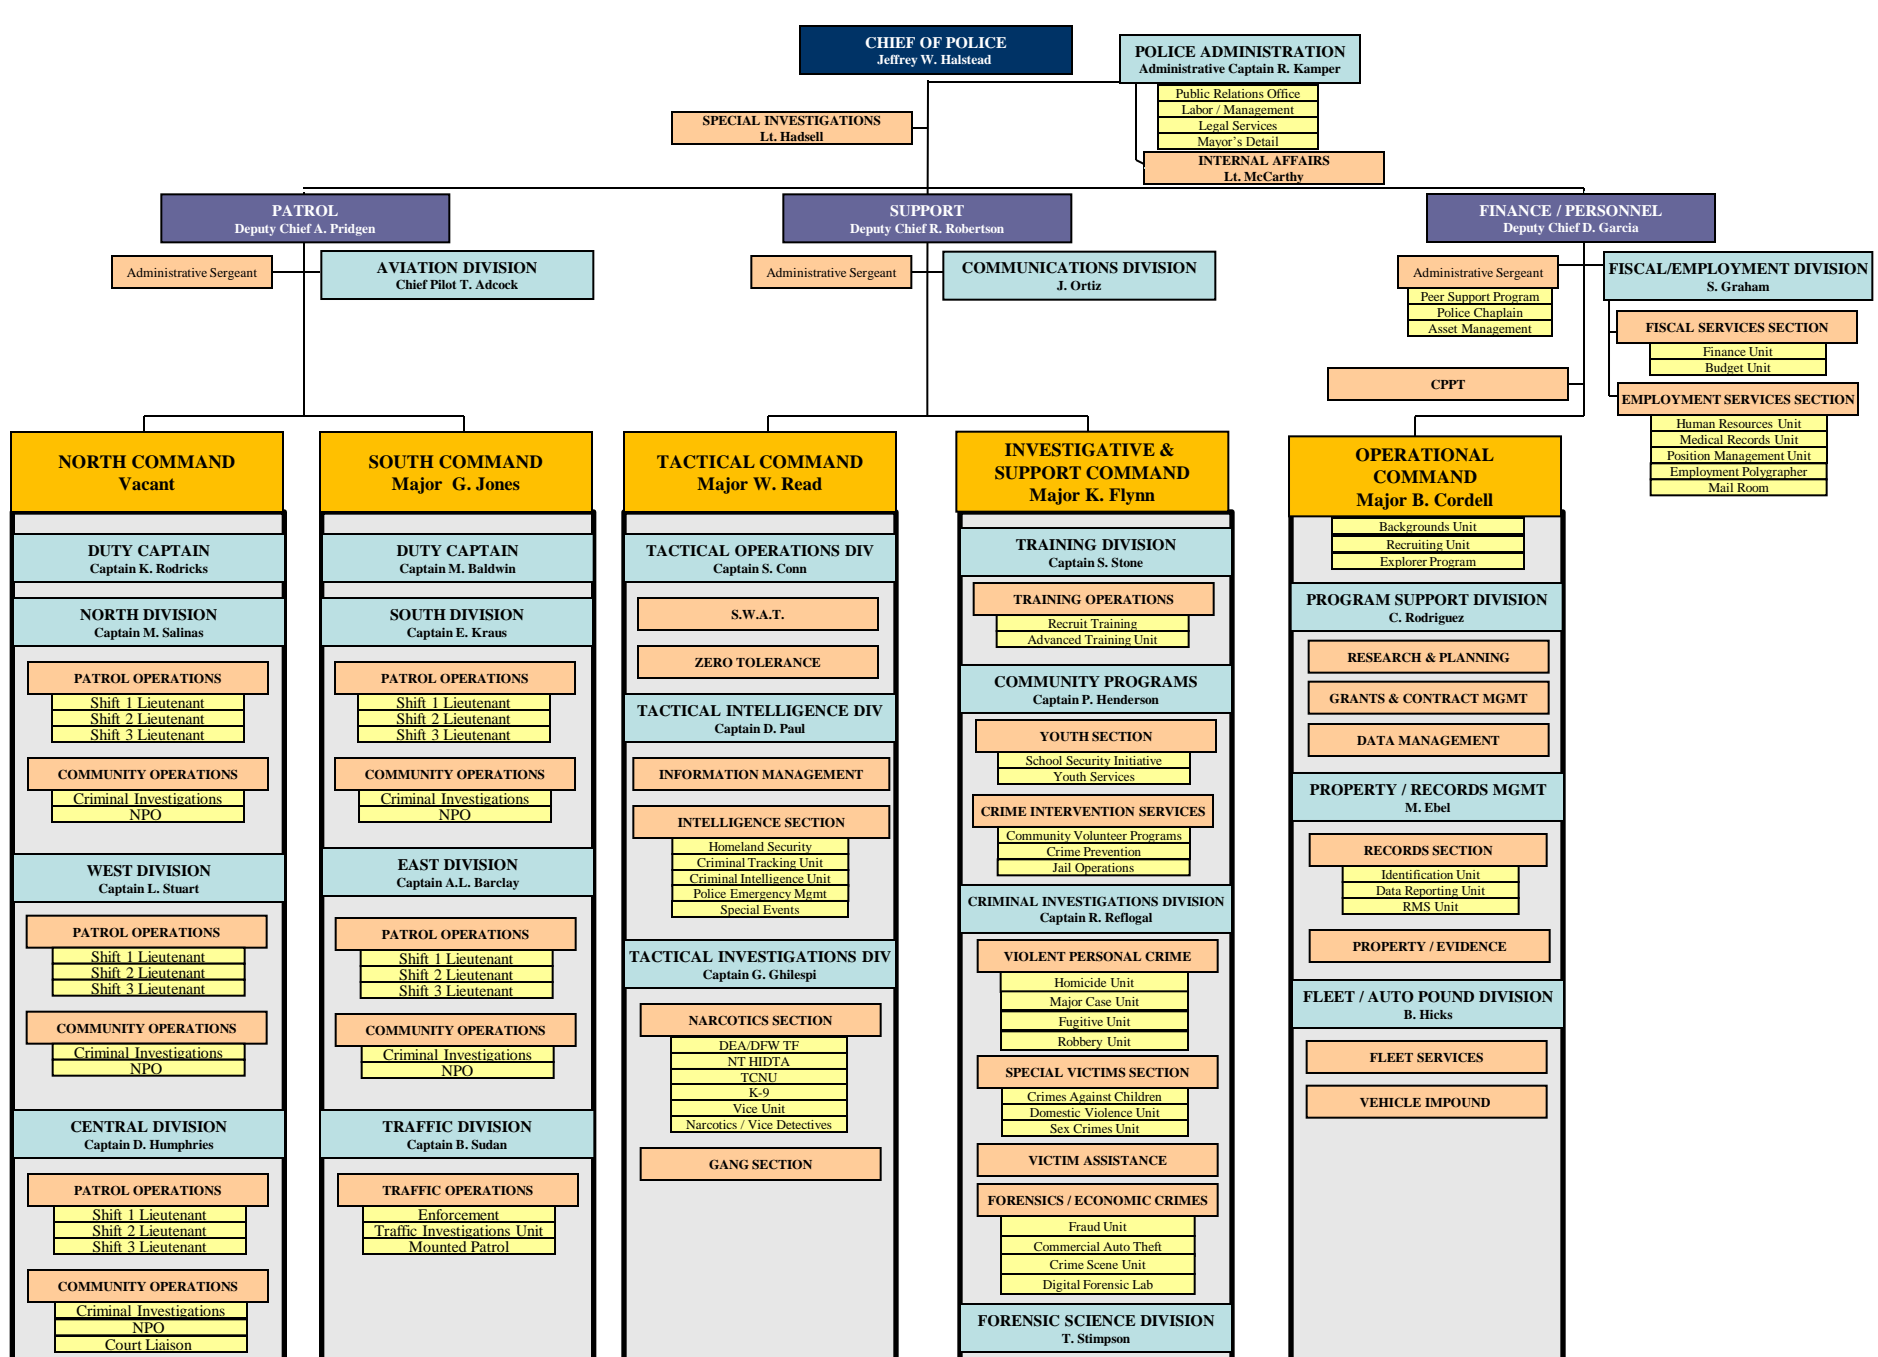 CHIEF OF POLICE
Jeffrey W. Halstead
POLICE ADMINISTRATION
Administrative Captain R. Kamper
Public Relations Office
Labor / Management
Legal Services
Mayor's Detail
INTERNAL AFFAIRS
Lt. McCarthy
SPECIAL INVESTIGATIONS
Lt. Hadsell
PATROL
Deputy Chief A. Pridgen
Administrative Sergeant
AVIATION DIVISION
Chief Pilot T. Adcock
SUPPORT
Deputy Chief R. Robertson
Administrative Sergeant
COMMUNICATIONS DIVISION
J. Ortiz
FINANCE / PERSONNEL
Deputy Chief D. Garcia
Administrative Sergeant
Peer Support Program
Police Chaplain
Asset Management
FISCAL/EMPLOYMENT DIVISION
S. Graham
FISCAL SERVICES SECTION
Finance Unit
Budget Unit
CPPT
EMPLOYMENT SERVICES SECTION
Human Resources Unit
Medical Records Unit
Position Management Unit
Employment Polygrapher
Mail Room
NORTH COMMAND
Vacant
DUTY CAPTAIN
Captain K. Rodricks
NORTH DIVISION
Captain M. Salinas
PATROL OPERATIONS
Shift 1 Lieutenant
Shift 2 Lieutenant
Shift 3 Lieutenant
COMMUNITY OPERATIONS
Criminal Investigations
NPO
WEST DIVISION
Captain L. Stuart
PATROL OPERATIONS
Shift 1 Lieutenant
Shift 2 Lieutenant
Shift 3 Lieutenant
COMMUNITY OPERATIONS
Criminal Investigations
NPO
CENTRAL DIVISION
Captain D. Humphries
PATROL OPERATIONS
Shift 1 Lieutenant
Shift 2 Lieutenant
Shift 3 Lieutenant
COMMUNITY OPERATIONS
Criminal Investigations
NPO
Court Liaison
SOUTH COMMAND
Major G. Jones
DUTY CAPTAIN
Captain M. Baldwin
SOUTH DIVISION
Captain E. Kraus
PATROL OPERATIONS
Shift 1 Lieutenant
Shift 2 Lieutenant
Shift 3 Lieutenant
COMMUNITY OPERATIONS
Criminal Investigations
NPO
EAST DIVISION
Captain A.L. Barclay
PATROL OPERATIONS
Shift 1 Lieutenant
Shift 2 Lieutenant
Shift 3 Lieutenant
COMMUNITY OPERATIONS
Criminal Investigations
NPO
TRAFFIC DIVISION
Captain B. Sudan
TRAFFIC OPERATIONS
Enforcement
Traffic Investigations Unit
Mounted Patrol
TACTICAL COMMAND
Major W. Read
TACTICAL OPERATIONS DIV
Captain S. Conn
S.W.A.T.
ZERO TOLERANCE
TACTICAL INTELLIGENCE DIV
Captain D. Paul
INFORMATION MANAGEMENT
INTELLIGENCE SECTION
Homeland Security
Criminal Tracking Unit
Criminal Intelligence Unit
Police Emergency Mgmt
Special Events
TACTICAL INVESTIGATIONS DIV
Captain G. Ghilespi
NARCOTICS SECTION
DEA/DFW TF
NT HIDTA
TCNU
K-9
Vice Unit
Narcotics / Vice Detectives
GANG SECTION
INVESTIGATIVE &
SUPPORT COMMAND
Major K. Flynn
TRAINING DIVISION
Captain S. Stone
TRAINING OPERATIONS
Recruit Training
Advanced Training Unit
COMMUNITY PROGRAMS
Captain P. Henderson
YOUTH SECTION
School Security Initiative
Youth Services
CRIME INTERVENTION SERVICES
Community Volunteer Programs
Crime Prevention
Jail Operations
CRIMINAL INVESTIGATIONS DIVISION
Captain R. Reflogal
VIOLENT PERSONAL CRIME
Homicide Unit
Major Case Unit
Fugitive Unit
Robbery Unit
SPECIAL VICTIMS SECTION
Crimes Against Children
Domestic Violence Unit
Sex Crimes Unit
VICTIM ASSISTANCE
FORENSICS / ECONOMIC CRIMES
Fraud Unit
Commercial Auto Theft
Crime Scene Unit
Digital Forensic Lab
FORENSIC SCIENCE DIVISION
T. Stimpson
OPERATIONAL
COMMAND
Major B. Cordell
Backgrounds Unit
Recruiting Unit
Explorer Program
PROGRAM SUPPORT DIVISION
C. Rodriguez
RESEARCH & PLANNING
GRANTS & CONTRACT MGMT
DATA MANAGEMENT
PROPERTY / RECORDS MGMT
M. Ebel
RECORDS SECTION
Identification Unit
Data Reporting Unit
RMS Unit
PROPERTY / EVIDENCE
FLEET / AUTO POUND DIVISION
B. Hicks
FLEET SERVICES
VEHICLE IMPOUND